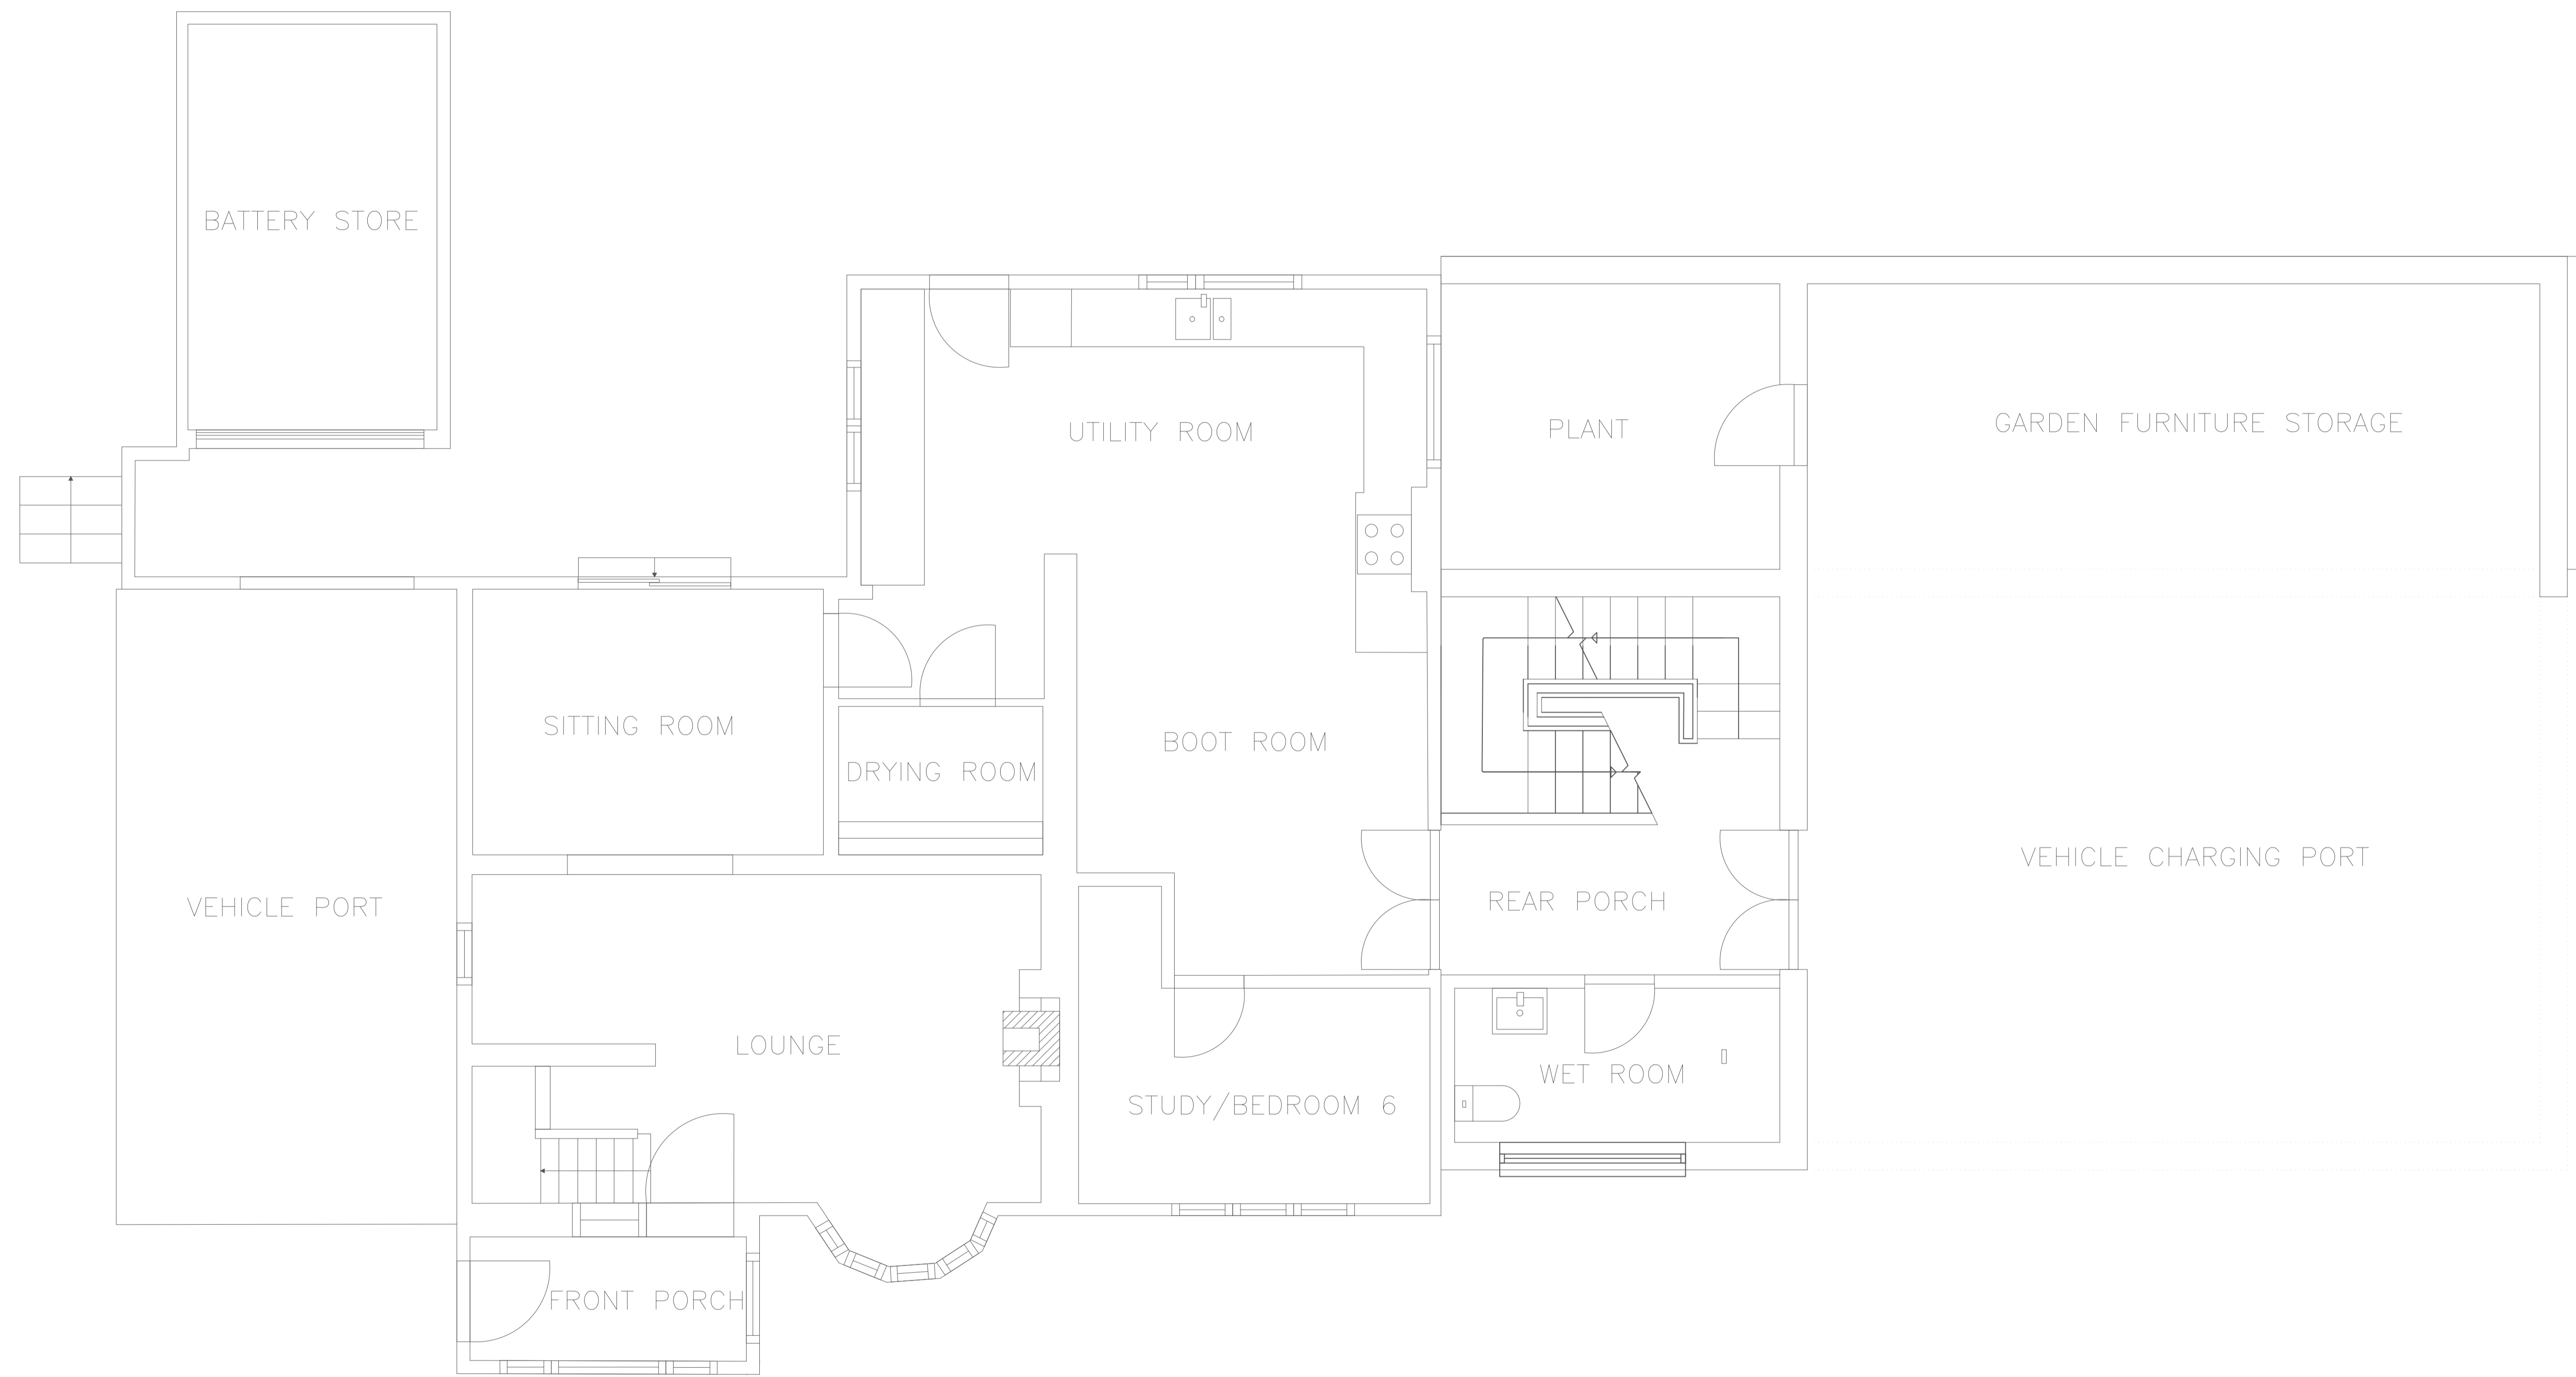 BATTERY STORE
UTILITY ROOM
PLANT
GARDEN FURNITURE STORAGE
SITTING ROOM
BOOT ROOM
DRYING ROOM
VEHICLE PORT
REAR PORCH
VEHICLE CHARGING PORT
LOUNGE
WET ROOM
STUDY/BEDROOM 6
FRONT PORCH